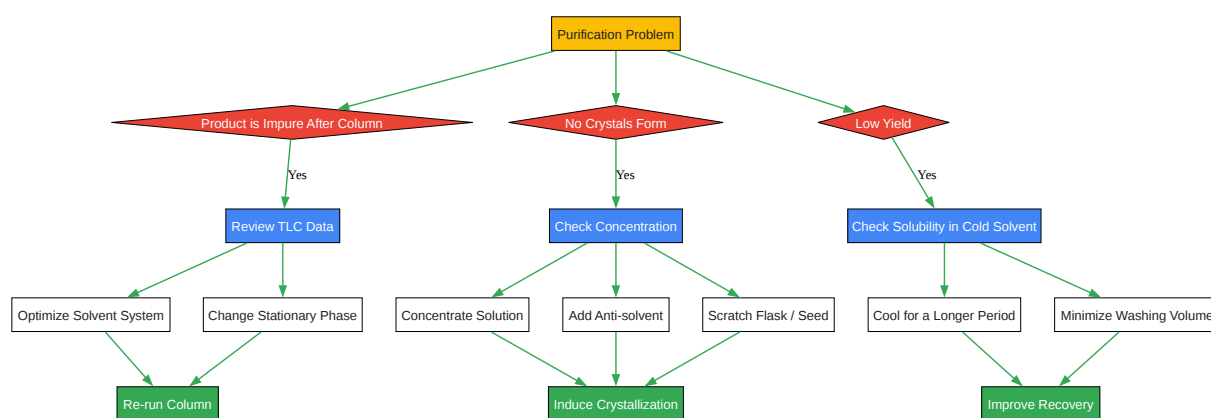 Purification Problem
Product is Impure After Column
No Crystals Form
Low Yield
Yes
Yes
Yes
Review TLC Data
Check Concentration
Check Solubility in Cold Solvent
Optimize Solvent System
Change Stationary Phase
Concentrate Solution
Add Anti-solvent
Scratch Flask / Seed
Cool for a Longer Period
Minimize Washing Volume
Re-run Column
Induce Crystallization
Improve Recovery